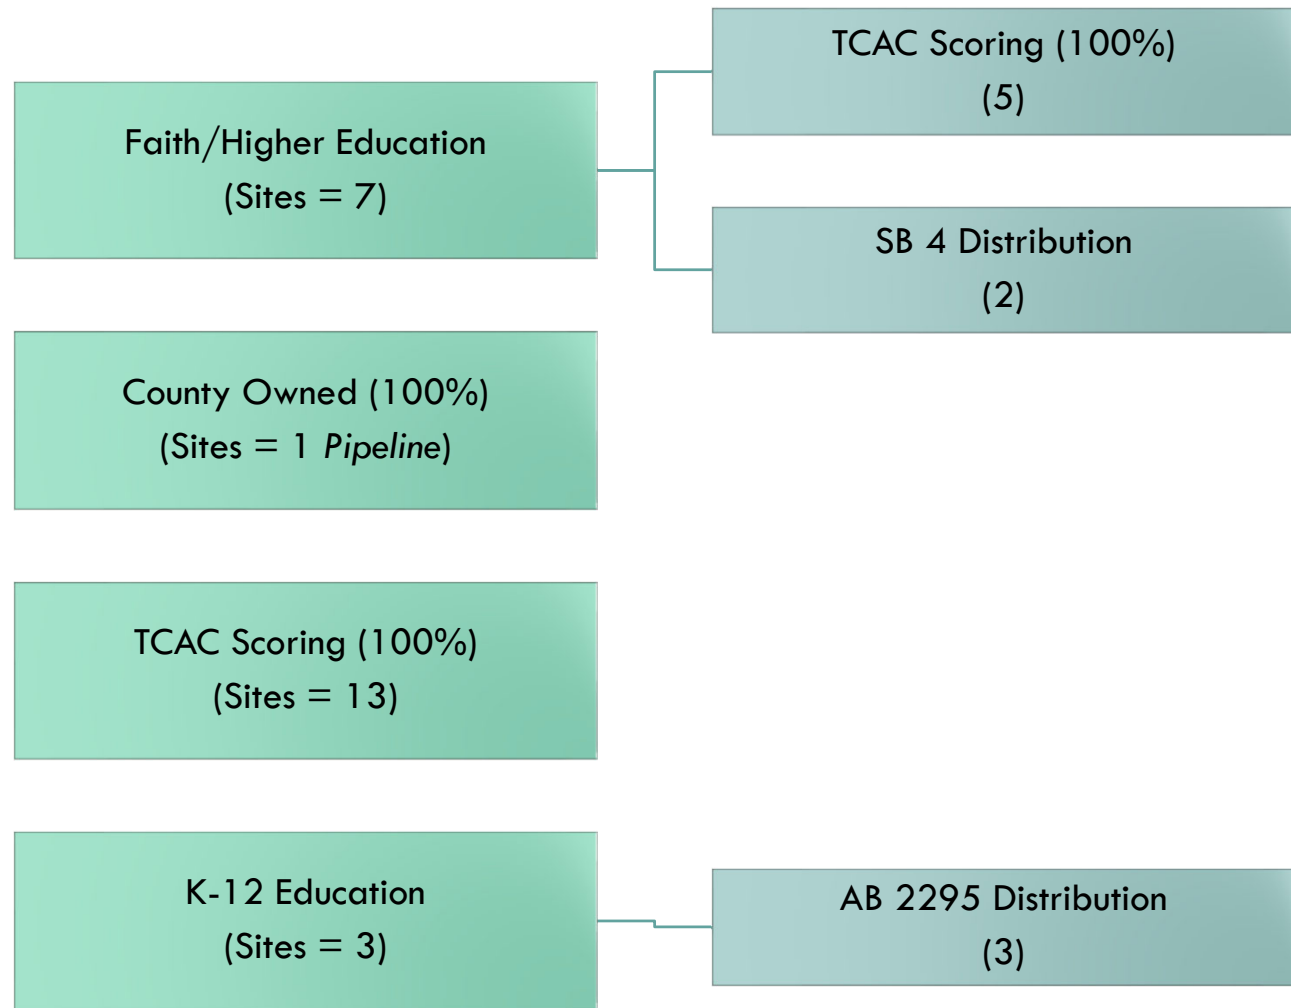 Faith/Higher Education
(Sites = 7)
TCAC Scoring (100%)
(5)
SB 4 Distribution
(2)
County Owned (100%)
(Sites = 1 Pipeline)
TCAC Scoring (100%)
(Sites = 13)
K-12 Education
(Sites = 3)
AB 2295 Distribution
(3)